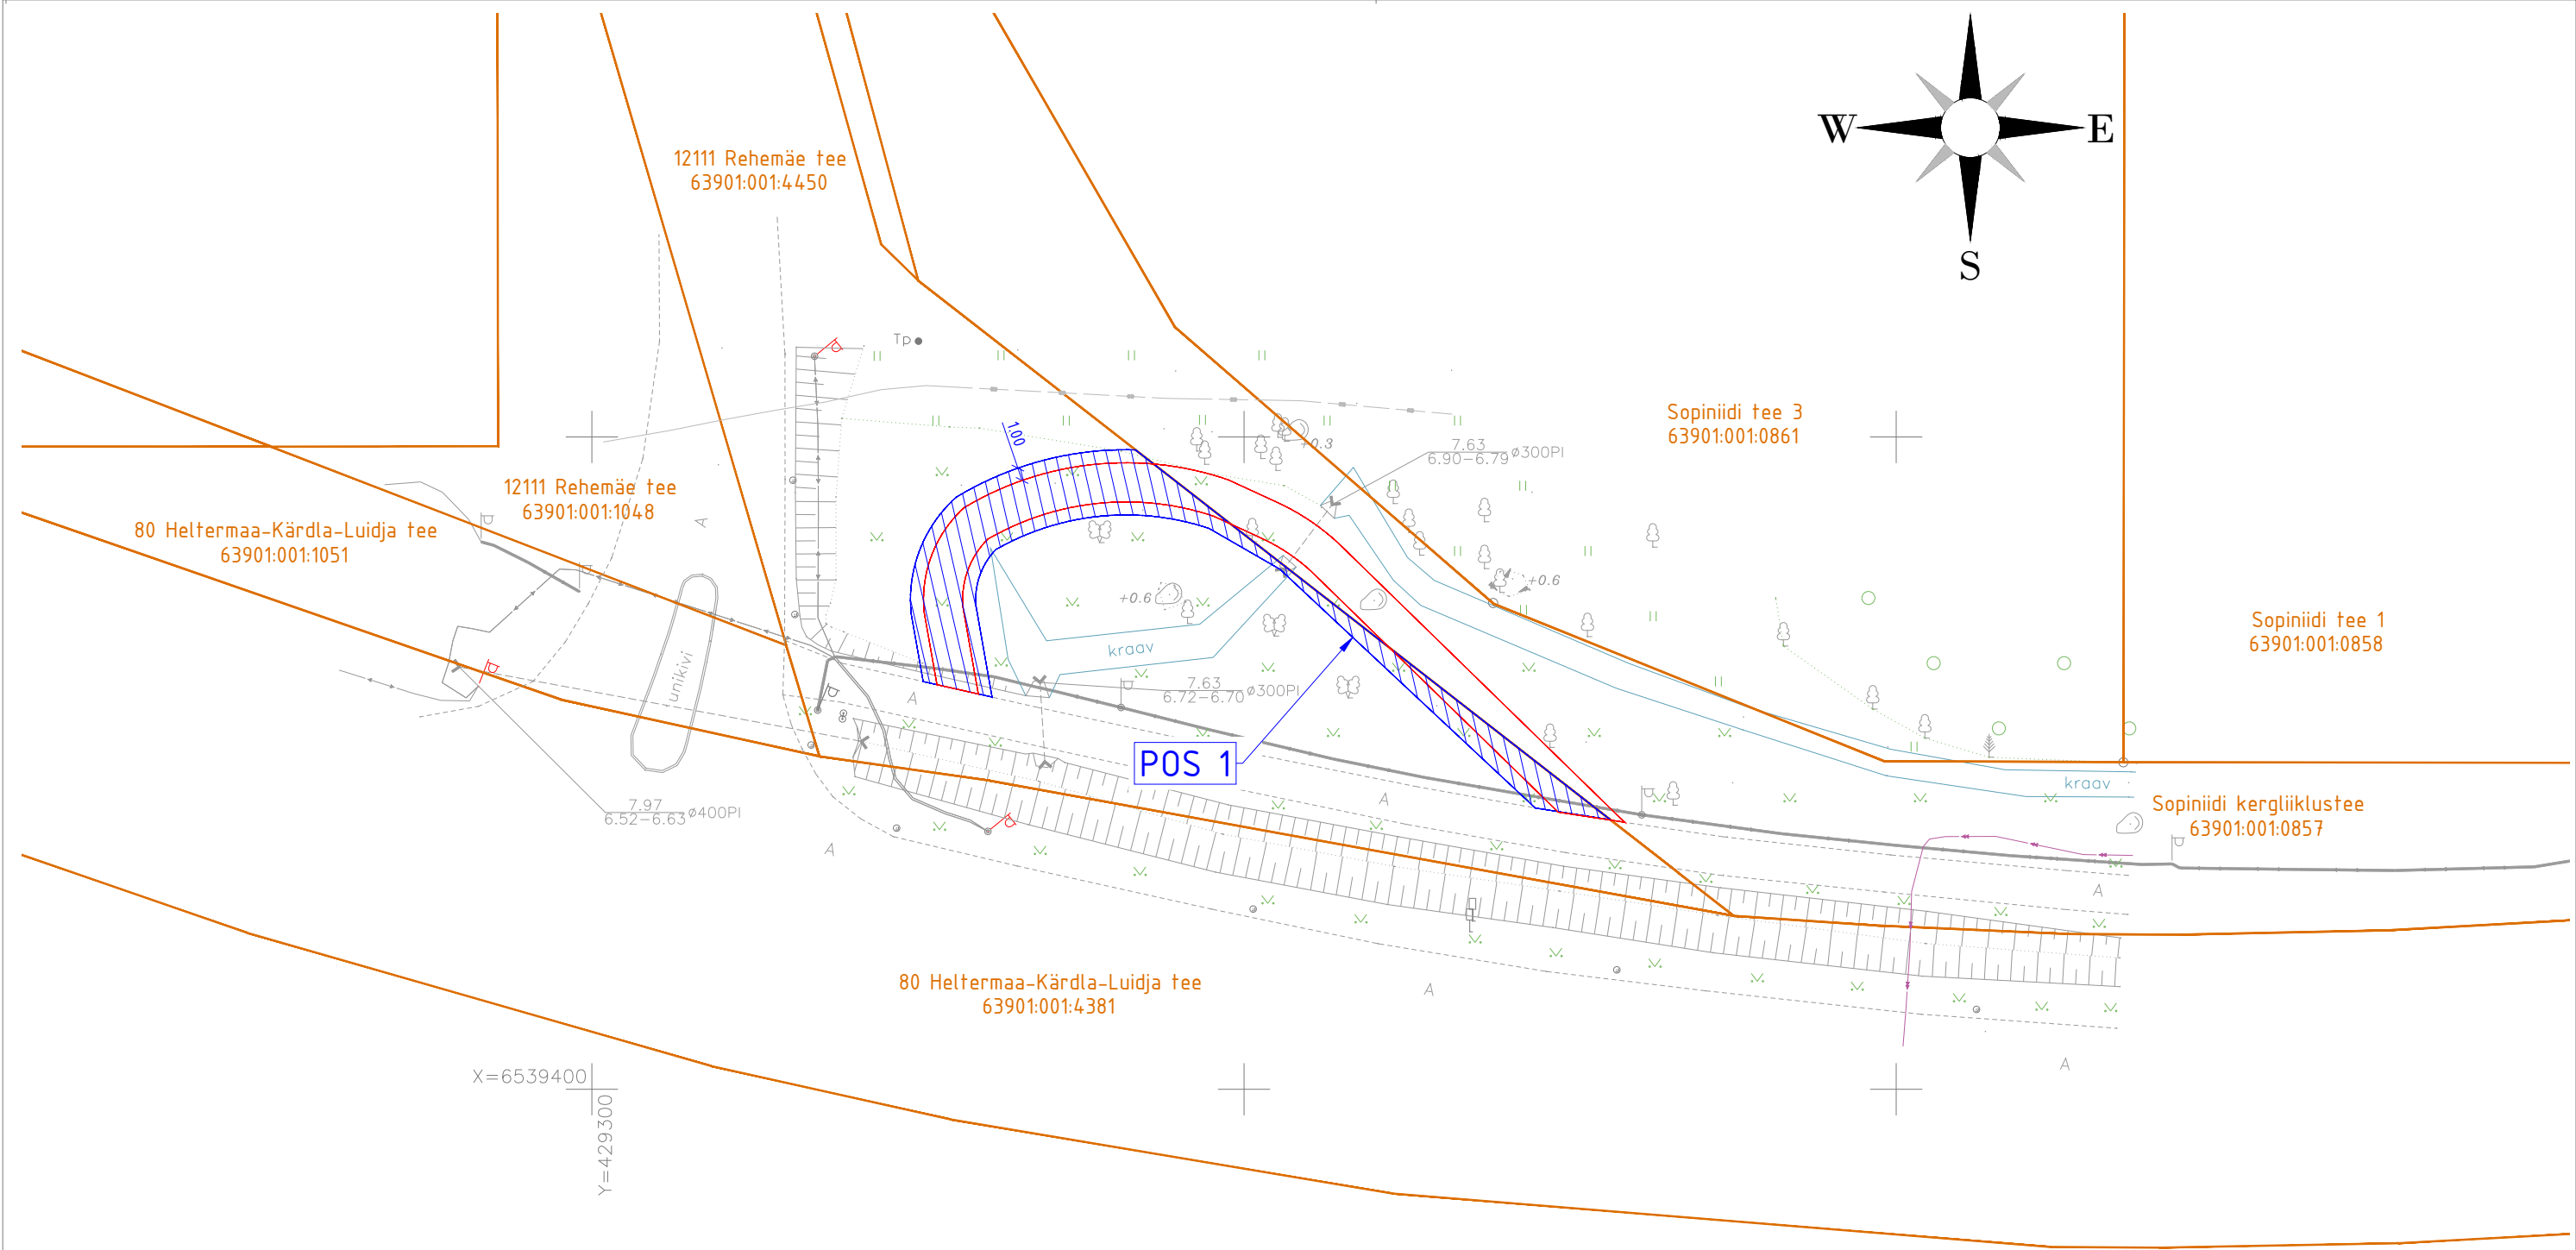 12111 Rehemäe tee
63901:001:4450
W
E
S
Tp
1.00
Sopiniidi tee 3
63901:001:0861
+0.3
7.63
6.90-6.79
ø300PI
12111 Rehemäe tee
63901:001:1048
80 Heltermaa-Kärdla-Luidja tee
63901:001:1051
A
+0.6
+0.6
Sopiniidi tee 1
63901:001:0858
kraav
unikivi
A
7.63
6.72-6.70
ø300PI
POS 1
kraav
A
7.97
6.52-6.63
ø400PI
Sopiniidi kergliiklustee
63901:001:0857
A
A
80 Heltermaa-Kärdla-Luidja tee
63901:001:4381
A
A
X=6539400
Y=429300